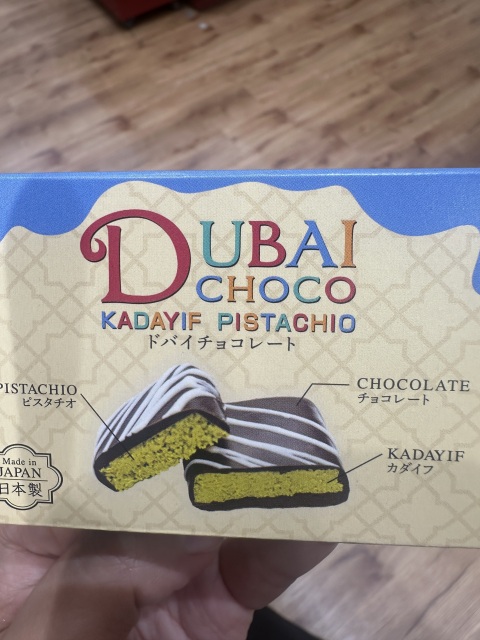 DUBAI
CHOCO
KADAYIF PISTACHIO
ドバイチョコレート
PISTACHIO
ピスタチオ
CHOCOLATE
チョコレート
KADAYIF
カダイフ
Made in
JAPAN
日本製